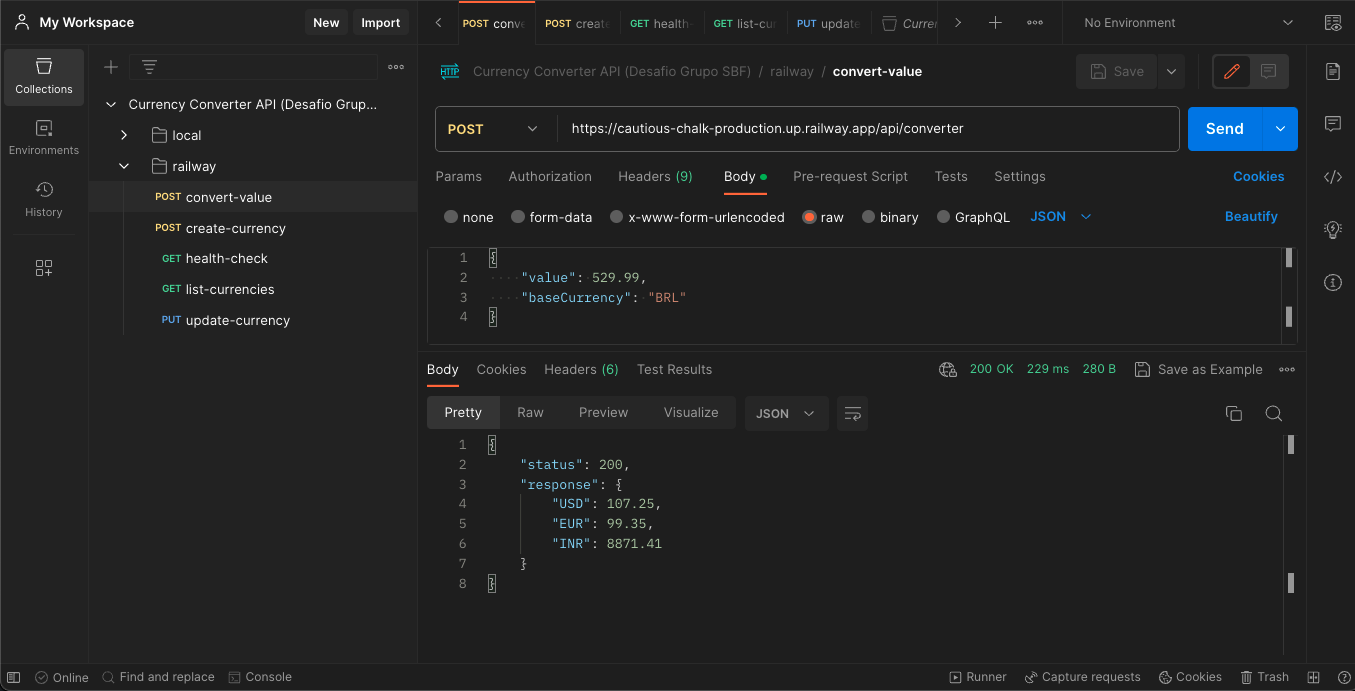 My Workspace
New
Import
POST conv
POST create
GET health-
GET list-cur
PUT update
Currer
No Environment
Collections
Environments
History
Currency Converter API (Desafio Grup...
local
railway
POST convert-value
POST create-currency
GET health-check
GET list-currencies
PUT update-currency
HTTP Currency Converter API (Desafio Grupo SBF) / railway / convert-value
Save
POST
https://cautious-chalk-production.up.railway.app/api/converter
Send
Params
Authorization
Headers (9)
Body
Pre-request Script
Tests
Settings
Cookies
none
form-data
x-www-form-urlencoded
raw
binary
GraphQL
JSON
Beautify
1 {
2 "value": 529.99,
3 "baseCurrency": "BRL"
4 }
Body
Cookies
Headers (6)
Test Results
200 OK
229 ms
280 B
Save as Example
Pretty
Raw
Preview
Visualize
JSON
1 {
2 "status": 200,
3 "response": {
4 "USD": 107.25,
5 "EUR": 99.35,
6 "INR": 8871.41
7 }
8 }
Online
Find and replace
Console
Runner
Capture requests
Cookies
Trash